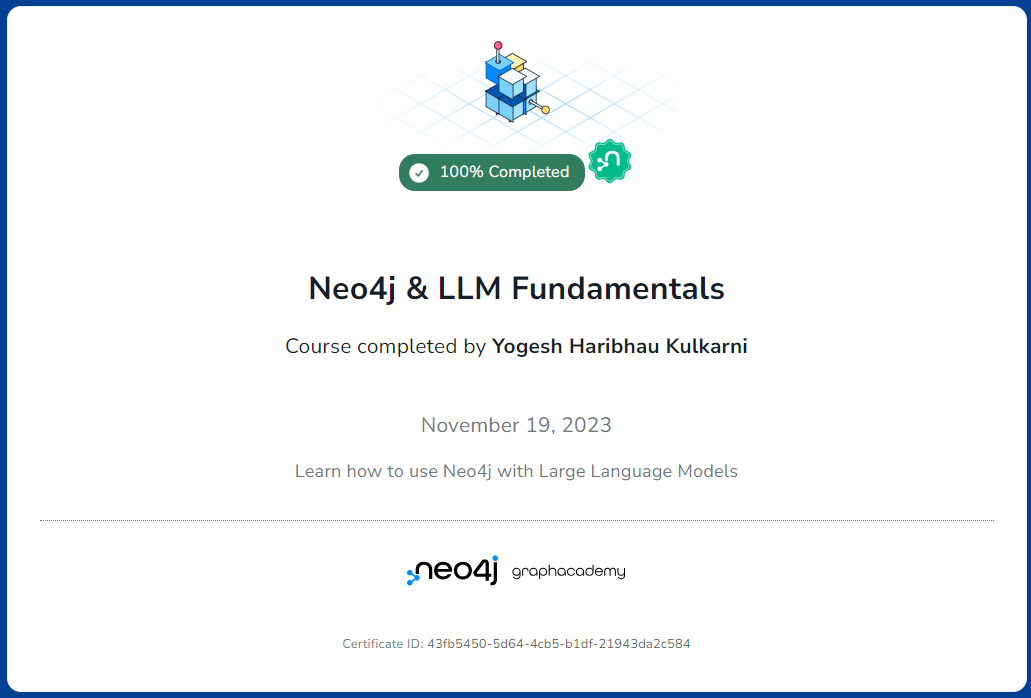 100% Completed
Neo4j & LLM Fundamentals
Course completed by Yogesh Haribhau Kulkarni
November 19, 2023
Learn how to use Neo4j with Large Language Models
neo4j graphacademy
Certificate ID: 43fb5450-5d64-4cb5-b1df-21943da2c584